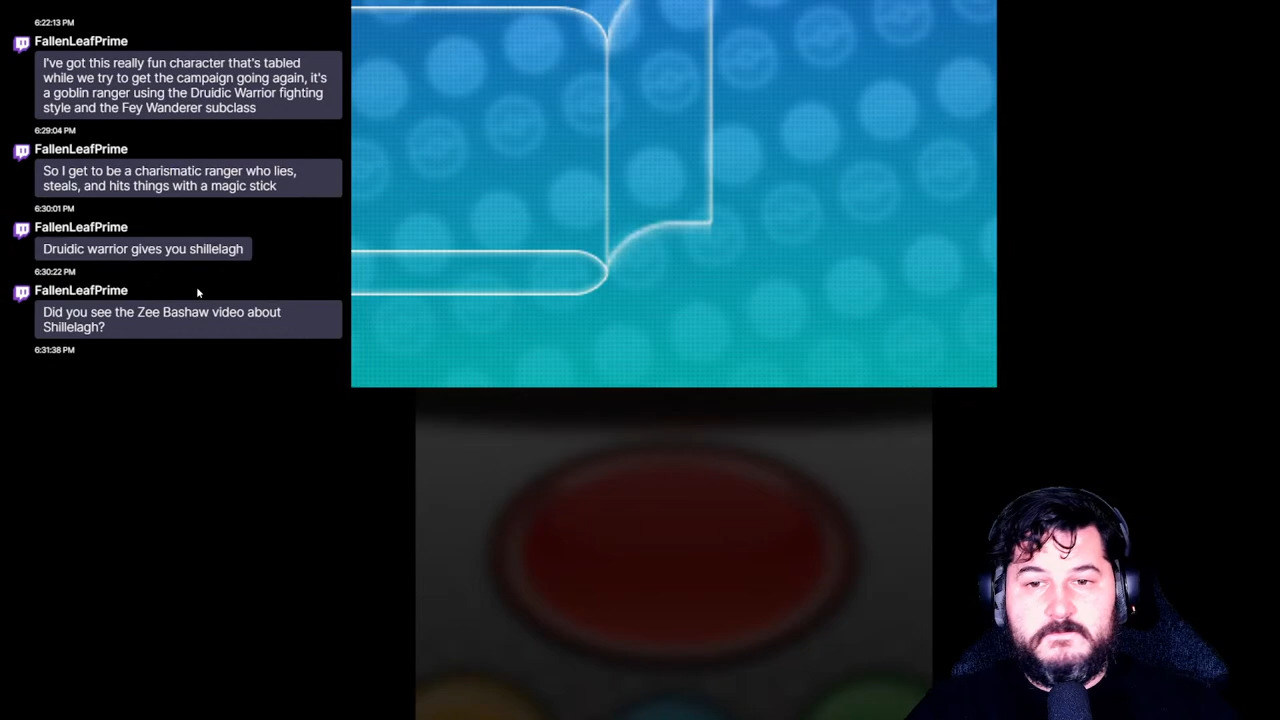 6:22:13 PM
FallenLeafPrime
I've got this really fun character that's tabled
while we try to get the campaign going again, it's
a goblin ranger using the Druidic Warrior fighting
style and the Fey Wanderer subclass
6:29:04 PM
FallenLeafPrime
So I get to be a charismatic ranger who lies,
steals, and hits things with a magic stick
6:30:01 PM
FallenLeafPrime
Druidic warrior gives you shillelagh
6:30:22 PM
FallenLeafPrime
Did you see the Zee Bashaw video about
Shillelagh?
6:31:38 PM